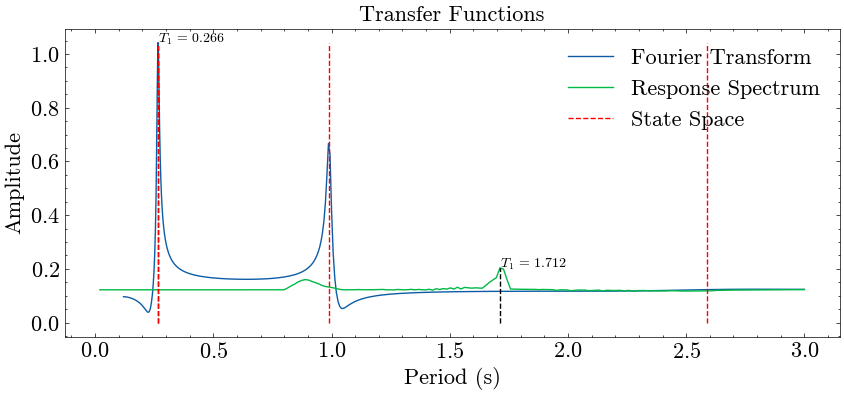 Transfer Functions
T₁ = 0.266
Fourier Transform
Response Spectrum
State Space
T₁ = 1.712
Amplitude
1.0
0.8
0.6
0.4
0.2
0.0
0.0 0.5 1.0 1.5 2.0 2.5 3.0
Period (s)